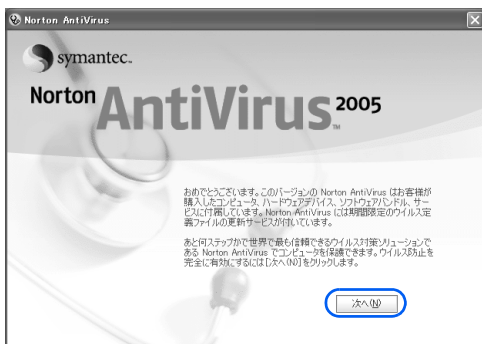 Norton AntiVirus
symantec.
Norton AntiVirus 2005
TM
おめでとうございます。このバージョンの Norton AntiVirus はお客様が
購入したコンピュータ、ハードウェアデバイス、ソフトウェアバンドル、サー
ビスに付属しています。Norton AntiVirus には期間限定のウイルス定
義ファイルの更新サービスが付いています。
あと何ステップかで世界で最も信頼できるウイルス対策ソリューションで
ある Norton AntiVirus でコンピュータを保護できます。ウイルス防止を
完全に有効にするには [次へ(N)] をクリックします。
次へ(N)